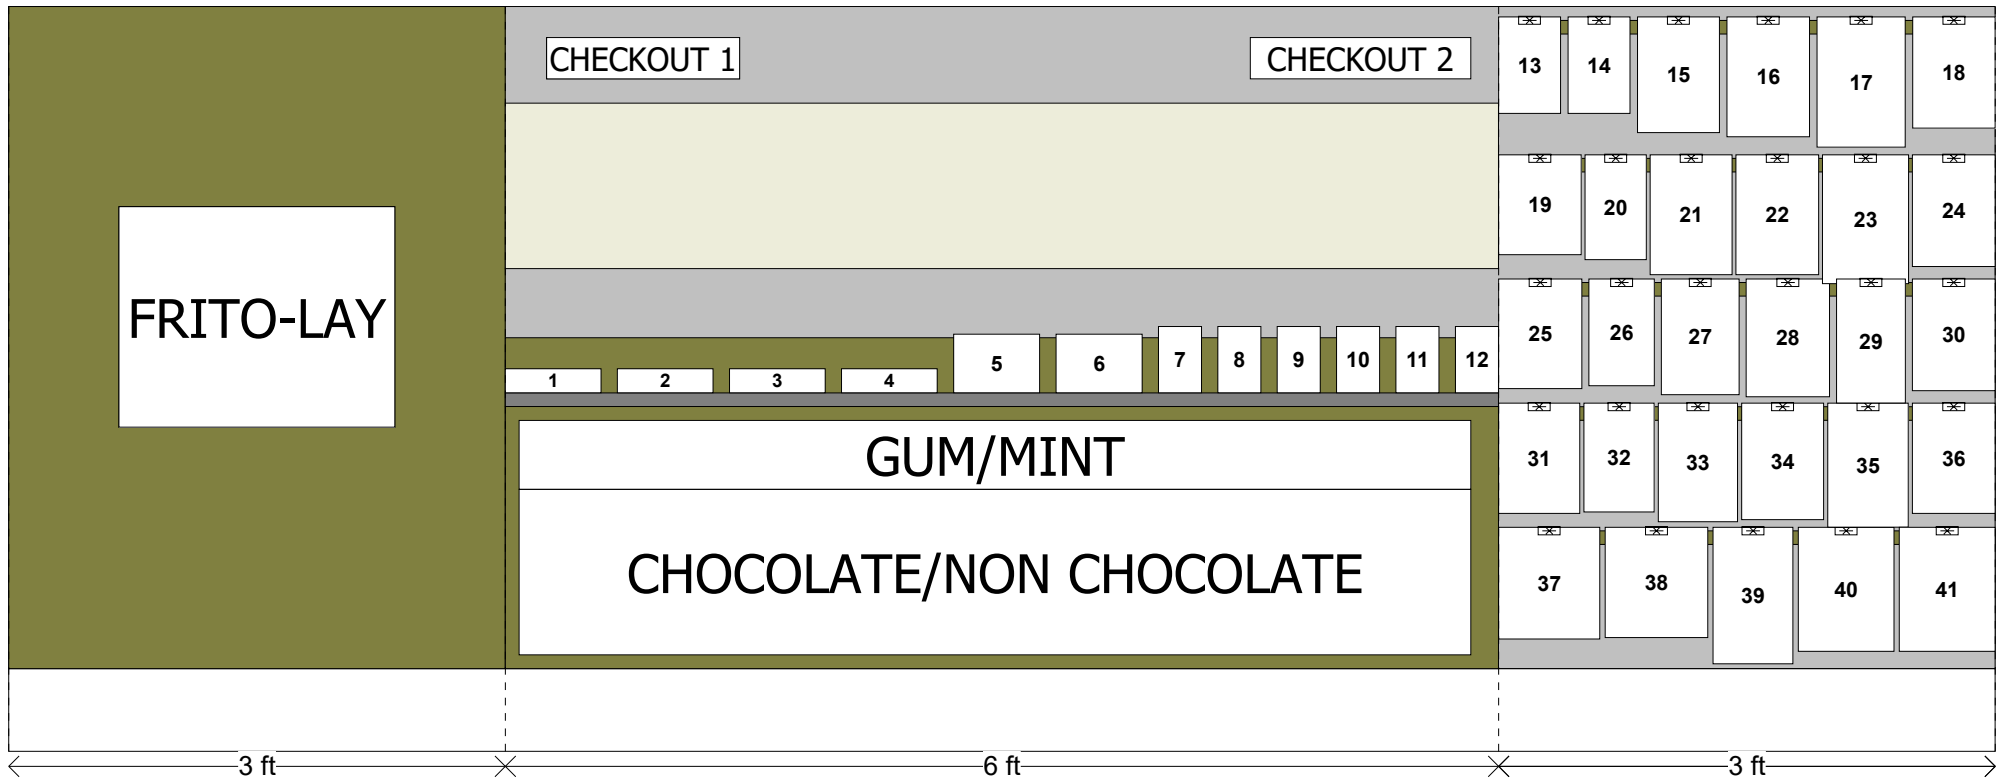 CHECKOUT 1 CHECKOUT 2
13 14 15 16 17 18
19 20 21 22 23 24
FRITO-LAY
25 26 27 28 29 30
1 2 3 4 5 6 7 8 9 10 11 12
GUM/MINT
31 32 33 34 35 36
CHOCOLATE/NON CHOCOLATE
37 38 39 40 41
3 ft 6 ft 3 ft